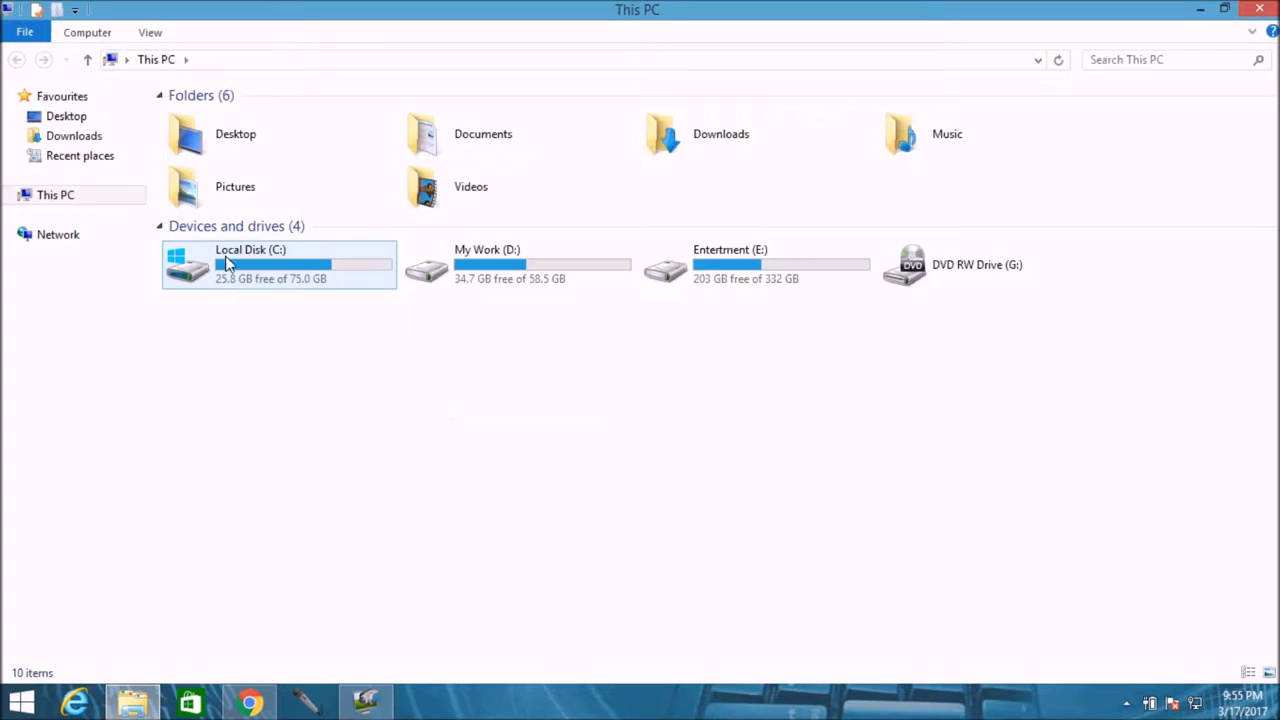 This PC
File
Computer
View
This PC
Search This PC
Favourites
Desktop
Downloads
Recent places
This PC
Network
Folders (6)
Desktop
Documents
Downloads
Music
Pictures
Videos
Devices and drives (4)
Local Disk (C:)
25.8 GB free of 75.0 GB
My Work (D:)
34.7 GB free of 58.5 GB
Entertment (E:)
203 GB free of 332 GB
DVD
DVD RW Drive (G:)
10 items
9:55 PM
3/17/2017